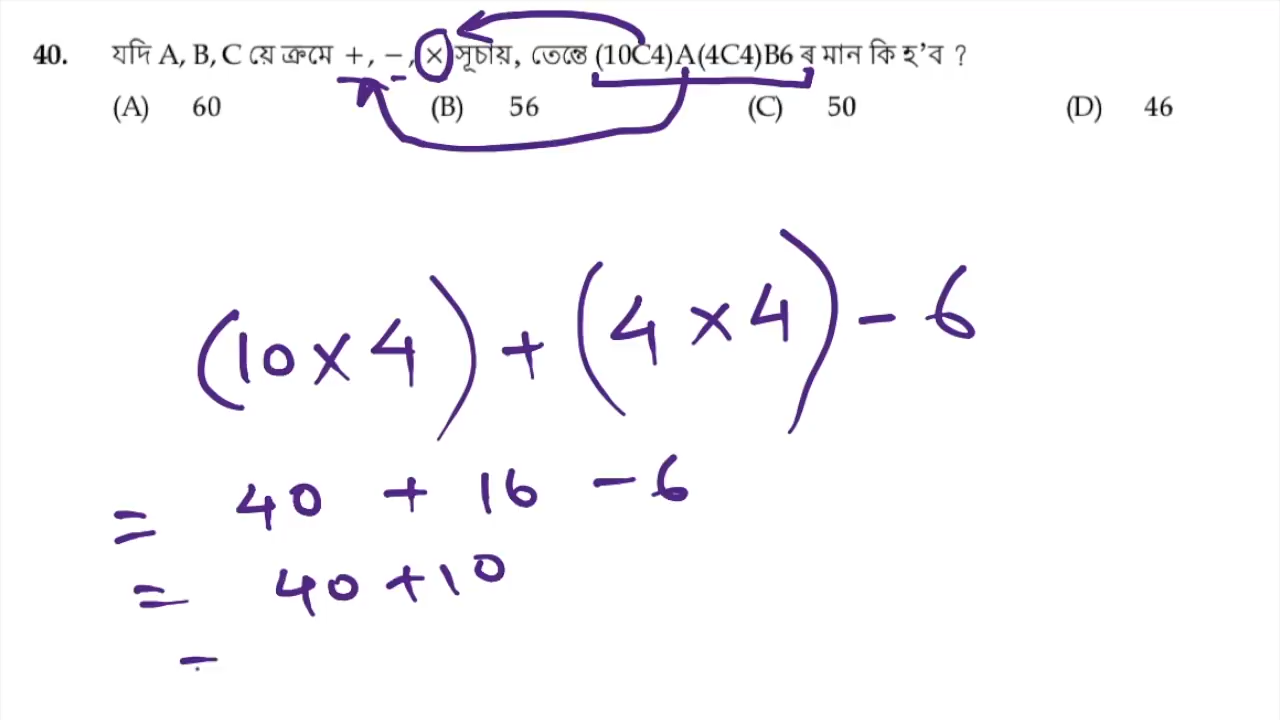 40. যদি A, B, C য়ে ক্ৰমে +, −, × সূচায়, তেন্তে (10C4)A(4C4)B6 ৰ মান কি হ'ব ?
(A) 60 (B) 56 (C) 50 (D) 46
(10 × 4) + (4 × 4) − 6
= 40 + 16 − 6
= 40 + 10
=